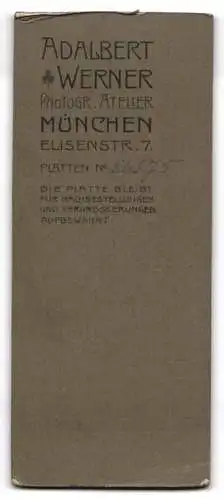 ADALBERT
WERNER
PHOTOGR. ATELIER
MÜNCHEN
ELISENSTR. 7.
PLATTEN No
DIE PLATTE BLEIBT
FÜR NACHBESTELLUNGEN
UND VERGRÖSSERUNGEN
AUFBEWAHRT.